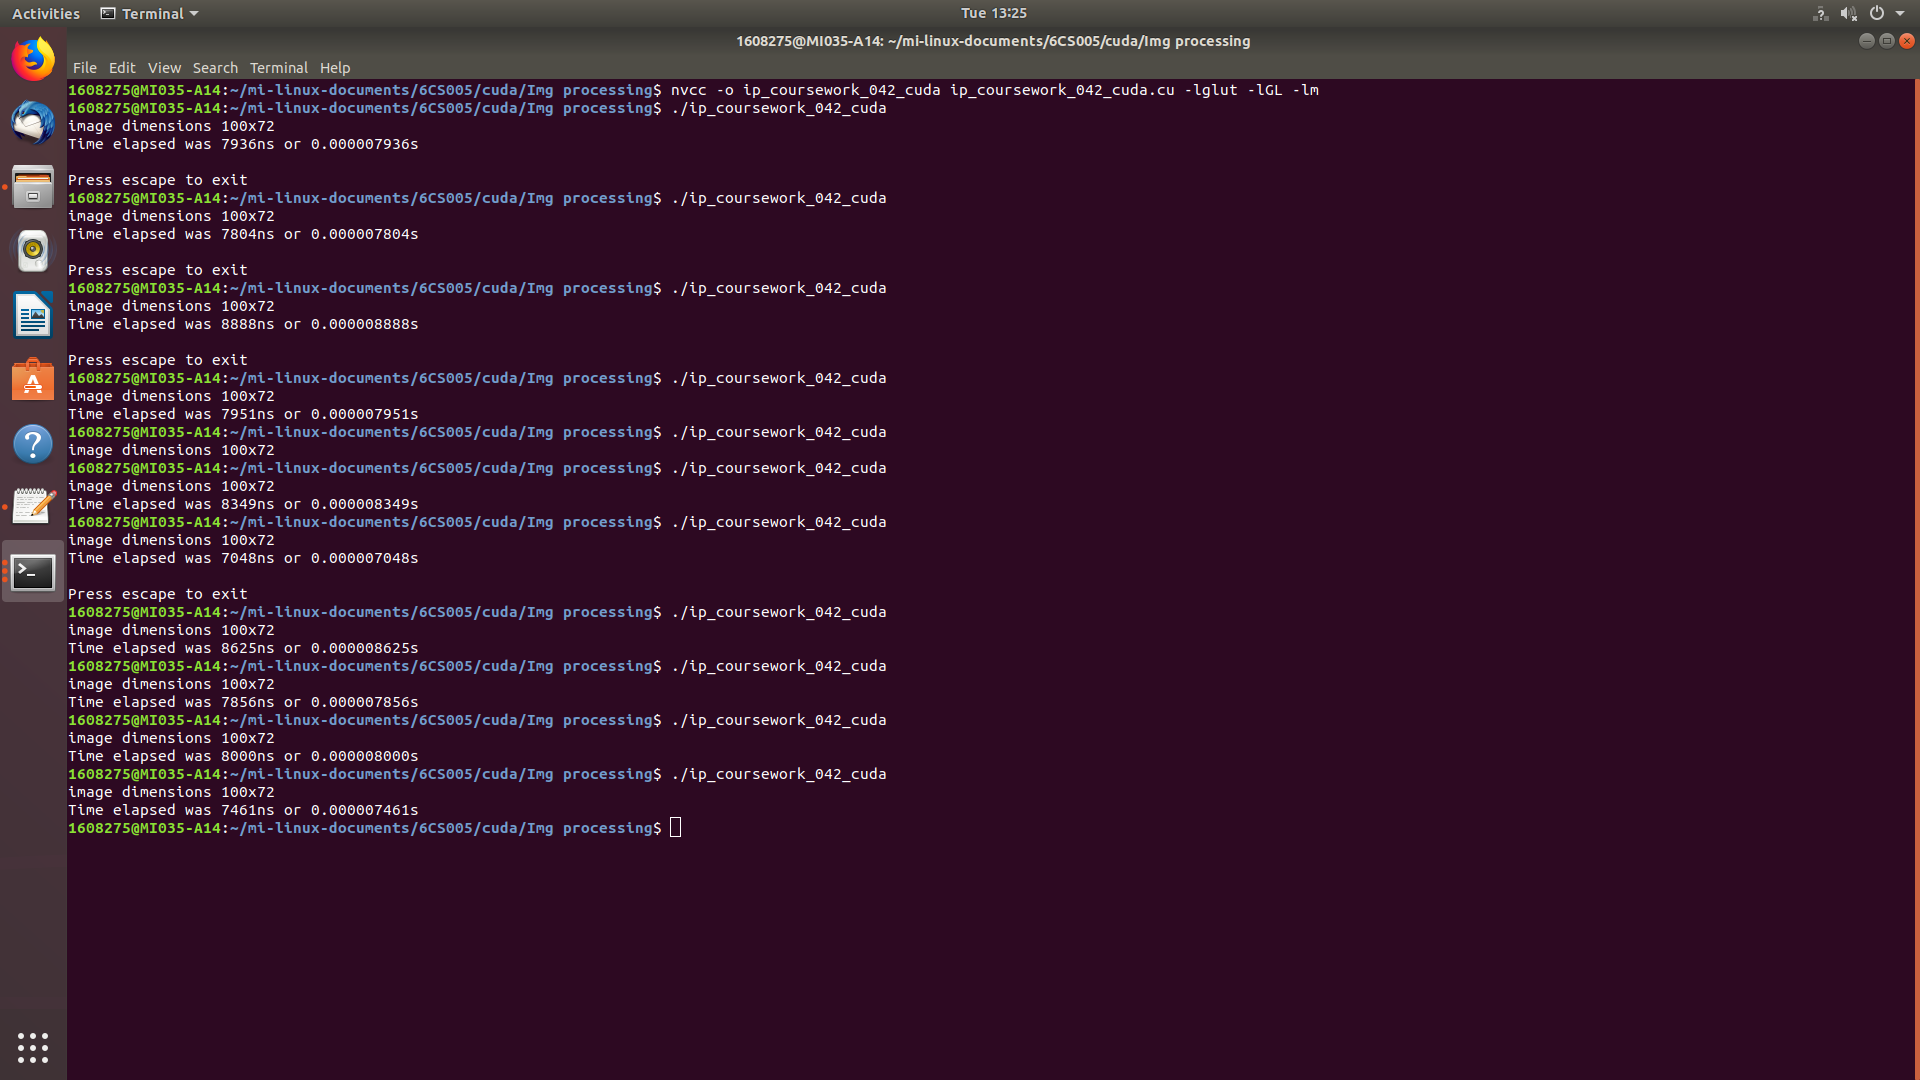 Activities Terminal Tue 13:25
1608275@MI035-A14: ~/mi-linux-documents/6CS005/cuda/Img processing
File Edit View Search Terminal Help
1608275@MI035-A14:~/mi-linux-documents/6CS005/cuda/Img processing$ nvcc -o ip_coursework_042_cuda ip_coursework_042_cuda.cu -lglut -lGL -lm
1608275@MI035-A14:~/mi-linux-documents/6CS005/cuda/Img processing$ ./ip_coursework_042_cuda
image dimensions 100x72
Time elapsed was 7936ns or 0.000007936s
Press escape to exit
1608275@MI035-A14:~/mi-linux-documents/6CS005/cuda/Img processing$ ./ip_coursework_042_cuda
image dimensions 100x72
Time elapsed was 7804ns or 0.000007804s
Press escape to exit
1608275@MI035-A14:~/mi-linux-documents/6CS005/cuda/Img processing$ ./ip_coursework_042_cuda
image dimensions 100x72
Time elapsed was 8888ns or 0.000008888s
Press escape to exit
1608275@MI035-A14:~/mi-linux-documents/6CS005/cuda/Img processing$ ./ip_coursework_042_cuda
image dimensions 100x72
Time elapsed was 7951ns or 0.000007951s
1608275@MI035-A14:~/mi-linux-documents/6CS005/cuda/Img processing$ ./ip_coursework_042_cuda
image dimensions 100x72
1608275@MI035-A14:~/mi-linux-documents/6CS005/cuda/Img processing$ ./ip_coursework_042_cuda
image dimensions 100x72
Time elapsed was 8349ns or 0.000008349s
1608275@MI035-A14:~/mi-linux-documents/6CS005/cuda/Img processing$ ./ip_coursework_042_cuda
image dimensions 100x72
Time elapsed was 7048ns or 0.000007048s
Press escape to exit
1608275@MI035-A14:~/mi-linux-documents/6CS005/cuda/Img processing$ ./ip_coursework_042_cuda
image dimensions 100x72
Time elapsed was 8625ns or 0.000008625s
1608275@MI035-A14:~/mi-linux-documents/6CS005/cuda/Img processing$ ./ip_coursework_042_cuda
image dimensions 100x72
Time elapsed was 7856ns or 0.000007856s
1608275@MI035-A14:~/mi-linux-documents/6CS005/cuda/Img processing$ ./ip_coursework_042_cuda
image dimensions 100x72
Time elapsed was 8000ns or 0.000008000s
1608275@MI035-A14:~/mi-linux-documents/6CS005/cuda/Img processing$ ./ip_coursework_042_cuda
image dimensions 100x72
Time elapsed was 7461ns or 0.000007461s
1608275@MI035-A14:~/mi-linux-documents/6CS005/cuda/Img processing$